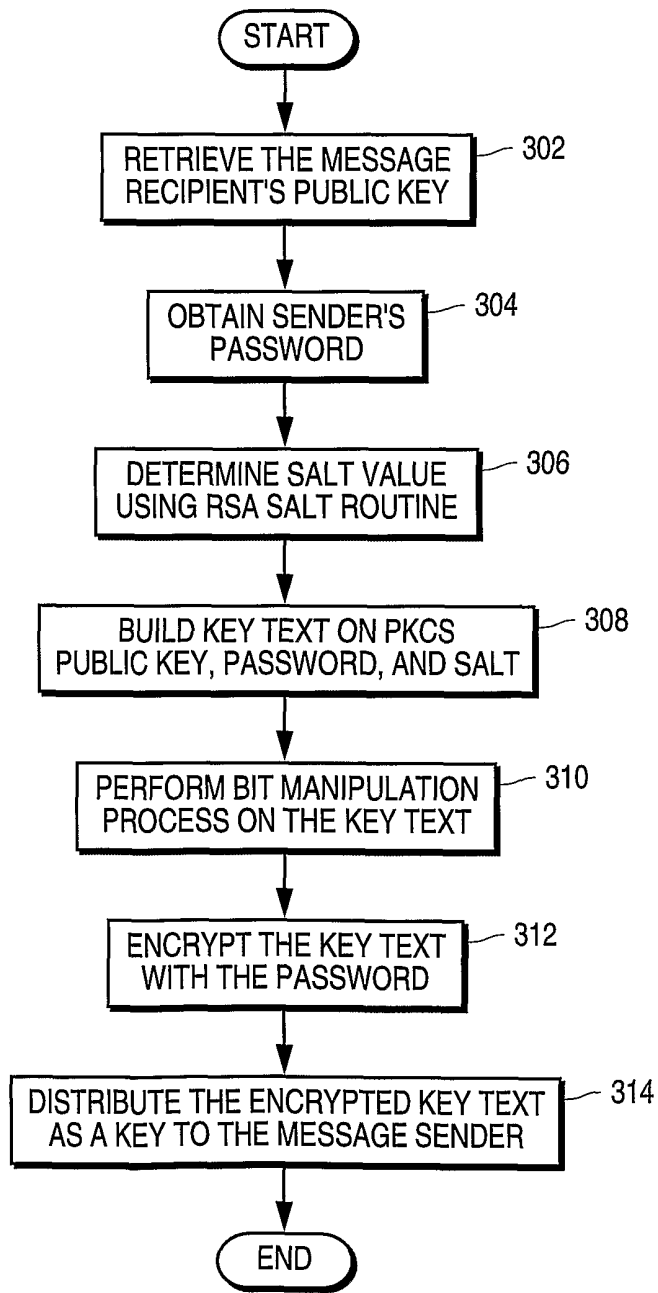 START
RETRIEVE THE MESSAGE
RECIPIENT'S PUBLIC KEY
302
OBTAIN SENDER'S
PASSWORD
304
DETERMINE SALT VALUE
USING RSA SALT ROUTINE
306
BUILD KEY TEXT ON PKCS
PUBLIC KEY, PASSWORD, AND SALT
308
PERFORM BIT MANIPULATION
PROCESS ON THE KEY TEXT
310
ENCRYPT THE KEY TEXT
WITH THE PASSWORD
312
DISTRIBUTE THE ENCRYPTED KEY TEXT
AS A KEY TO THE MESSAGE SENDER
314
END